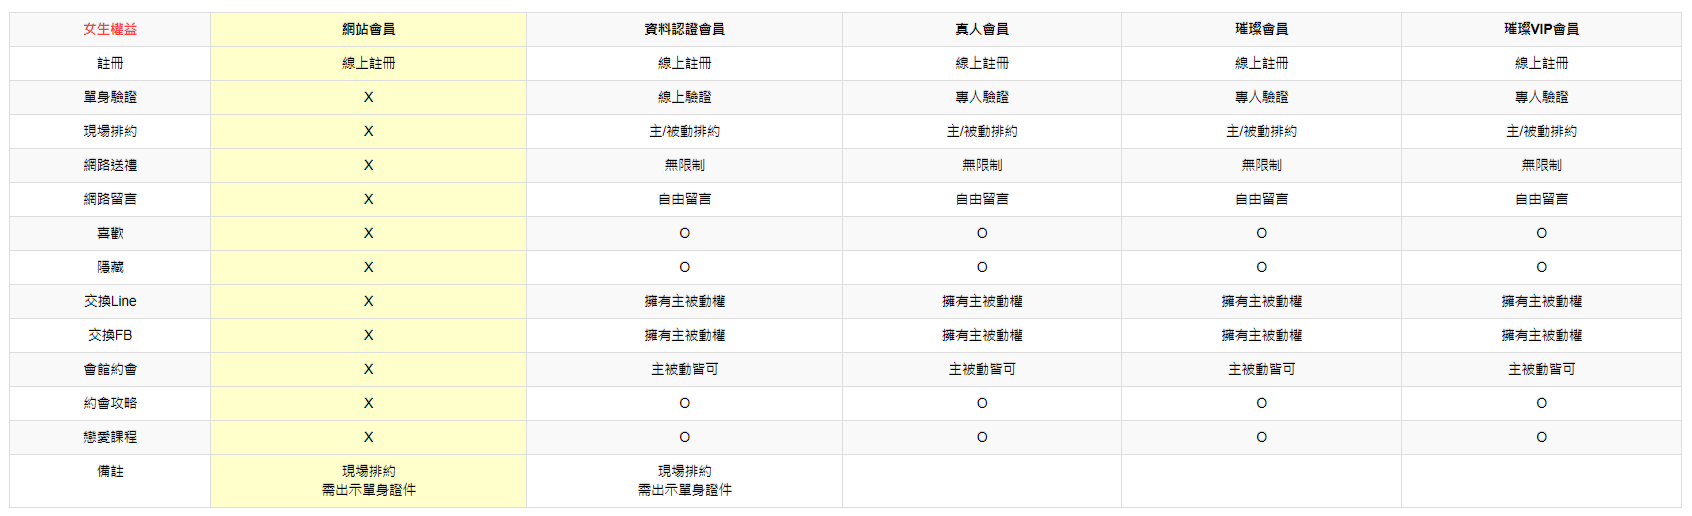 女生權益 網站會員 資料認證會員 真人會員 璀璨會員 璀璨VIP會員
註冊 線上註冊 線上註冊 線上註冊 線上註冊 線上註冊
單身驗證 X 線上驗證 專人驗證 專人驗證 專人驗證
現場排約 X 主/被動排約 主/被動排約 主/被動排約 主/被動排約
網路送禮 X 無限制 無限制 無限制 無限制
網路留言 X 自由留言 自由留言 自由留言 自由留言
喜歡 X O O O O
隱藏 X O O O O
交換Line X 擁有主被動權 擁有主被動權 擁有主被動權 擁有主被動權
交換FB X 擁有主被動權 擁有主被動權 擁有主被動權 擁有主被動權
會館約會 X 主被動皆可 主被動皆可 主被動皆可 主被動皆可
約會攻略 X O O O O
戀愛課程 X O O O O
備註 現場排約 現場排約
需出示單身證件 需出示單身證件